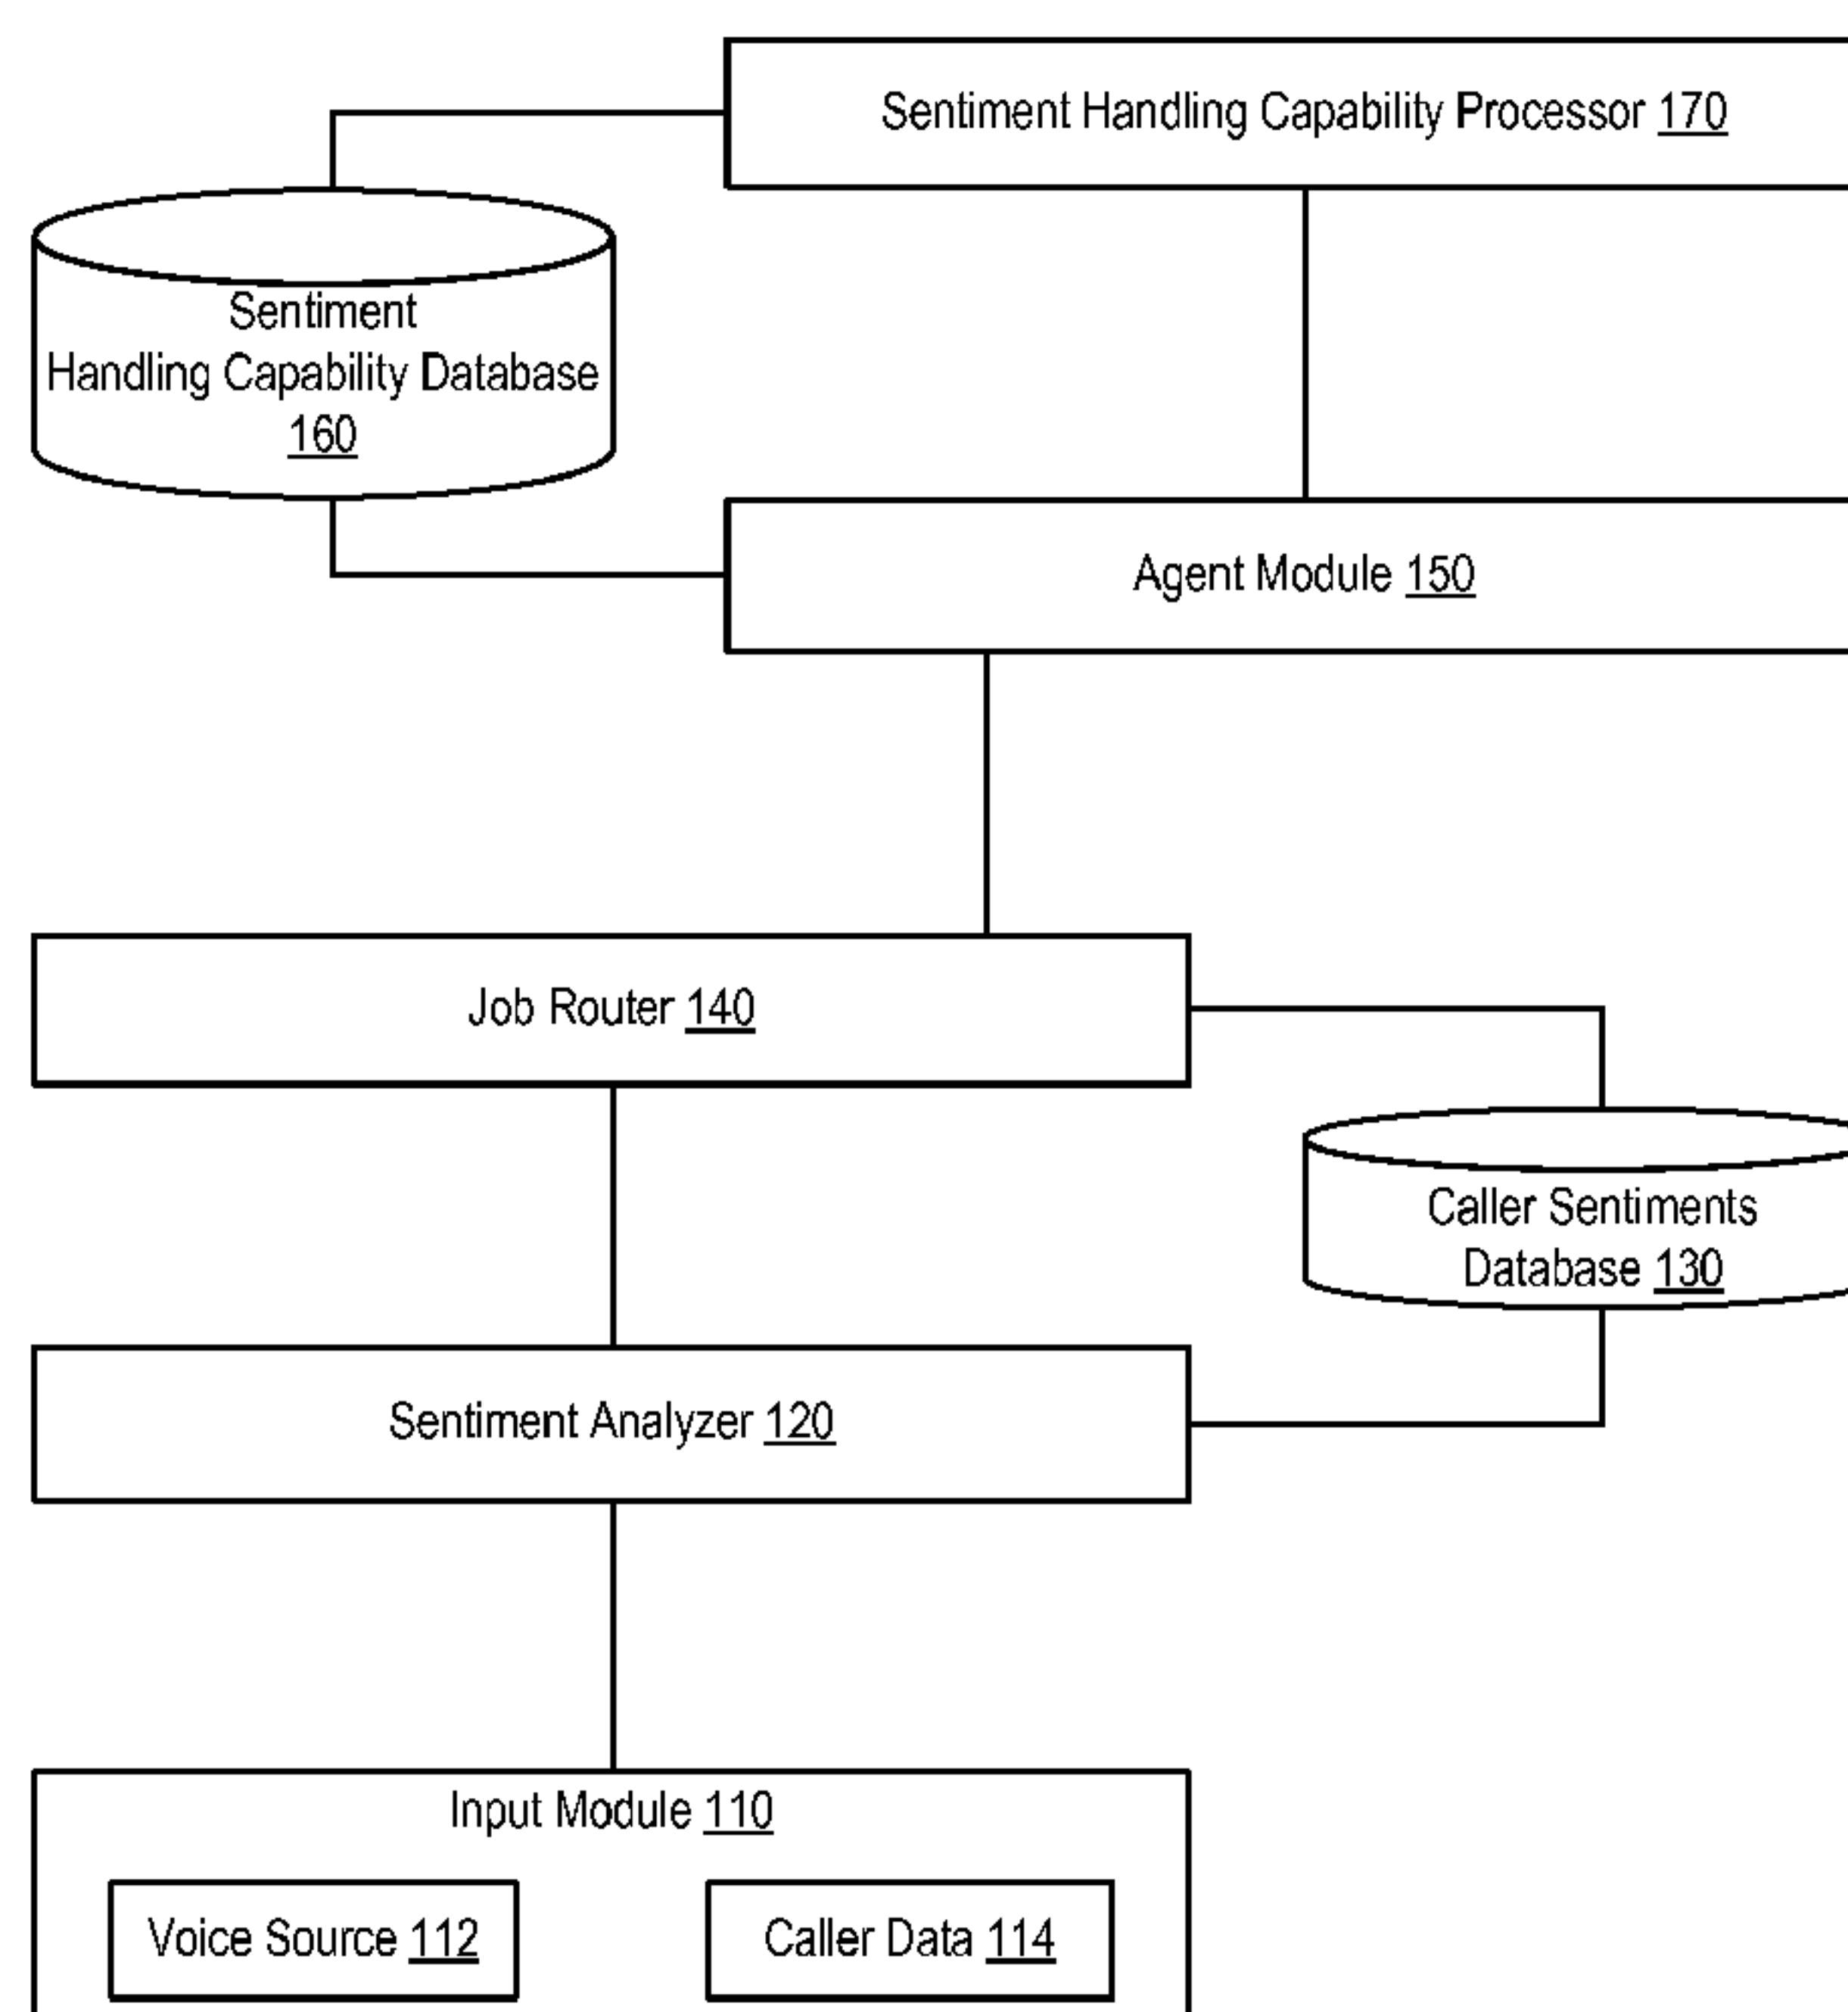 Sentiment Handling Capability Processor 170
Sentiment
Handling Capability Database
160
Agent Module 150
Job Router 140
Caller Sentiments
Database 130
Sentiment Analyzer 120
Input Module 110
Voice Source 112
Caller Data 114